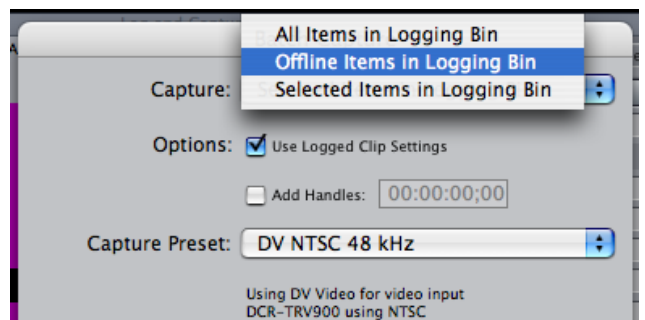 All Items in Logging Bin
Offline Items in Logging Bin
Capture: Selected Items in Logging Bin
Options: Use Logged Clip Settings
Add Handles: 00:00:00;00
Capture Preset: DV NTSC 48 kHz
Using DV Video for video input
DCR-TRV900 using NTSC